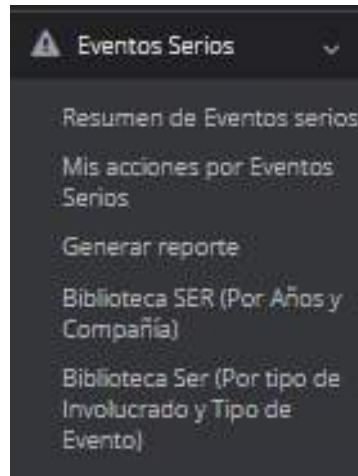 Eventos Serios
Resumen de Eventos serios
Mis acciones por Eventos
Serios
Generar reporte
Biblioteca SER (Por Años y
Compañía)
Biblioteca Ser (Por tipo de
Involucrado y Tipo de
Evento)